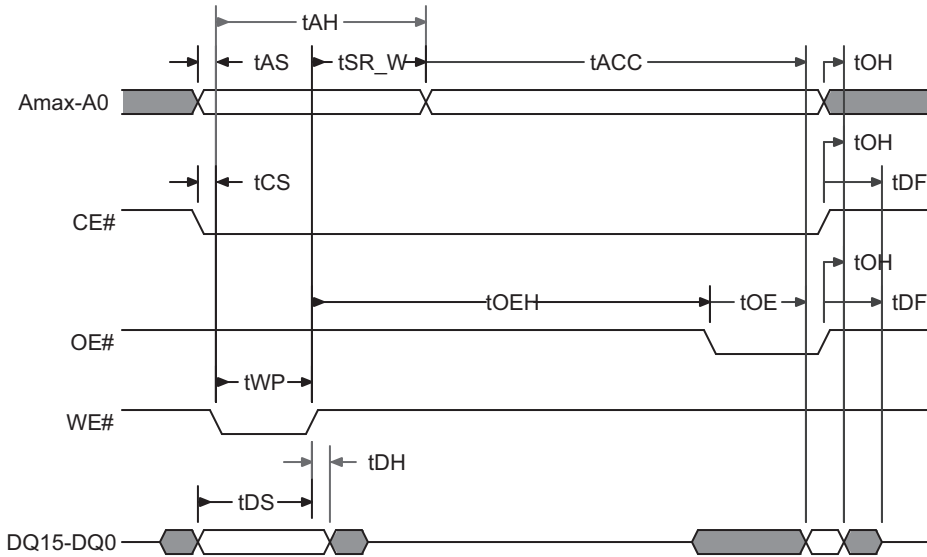 tAH
tAS tSR_W tACC tOH
Amax-A0
tOH
tCS tDF
CE#
tOH
tOEH tOE tDF
OE#
tWP
WE#
tDH
tDS
DQ15-DQ0